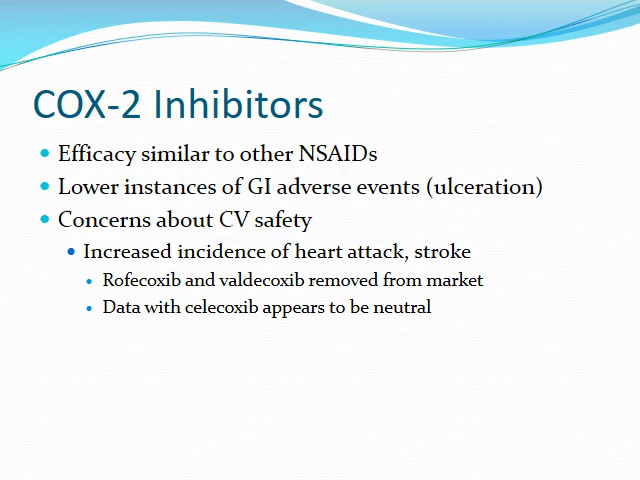 COX-2 Inhibitors
Efficacy similar to other NSAIDs
Lower instances of GI adverse events (ulceration)
Concerns about CV safety
Increased incidence of heart attack, stroke
Rofecoxib and valdecoxib removed from market
Data with celecoxib appears to be neutral